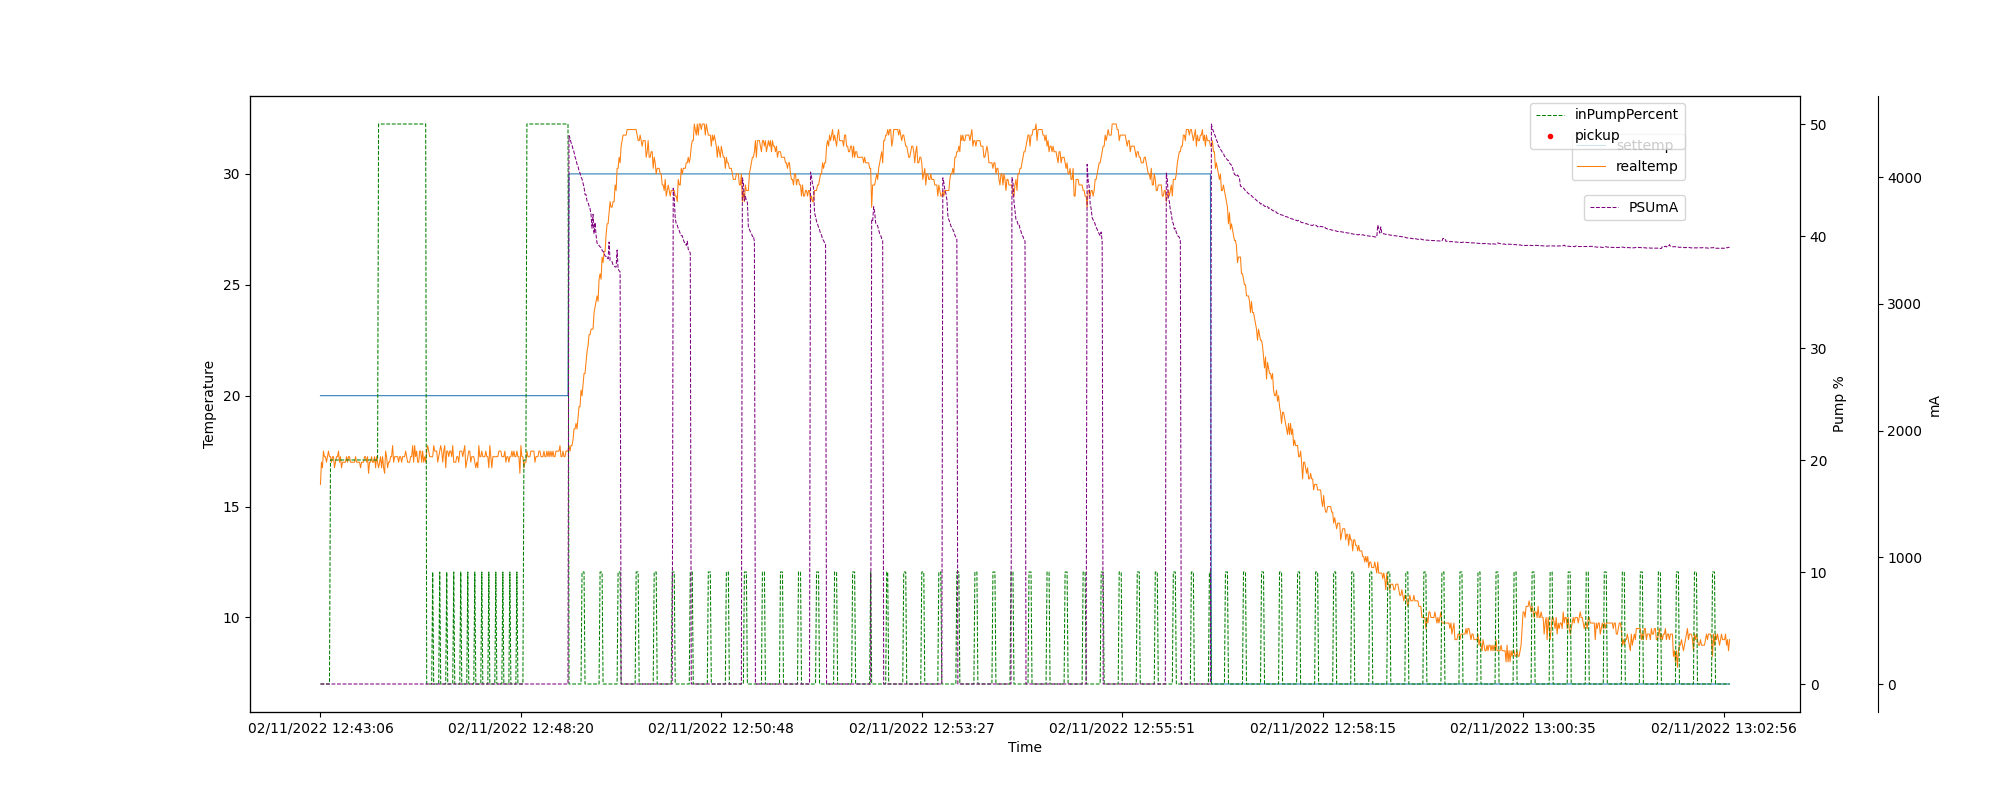 inPumpPercent
pickup
settemp
realtemp
PSUmA
Temperature
30
25
20
15
10
50
40
30
20
10
0
Pump %
4000
3000
2000
1000
0
mA
02/11/2022 12:43:06
02/11/2022 12:48:20
02/11/2022 12:50:48
02/11/2022 12:53:27
02/11/2022 12:55:51
02/11/2022 12:58:15
02/11/2022 13:00:35
02/11/2022 13:02:56
Time